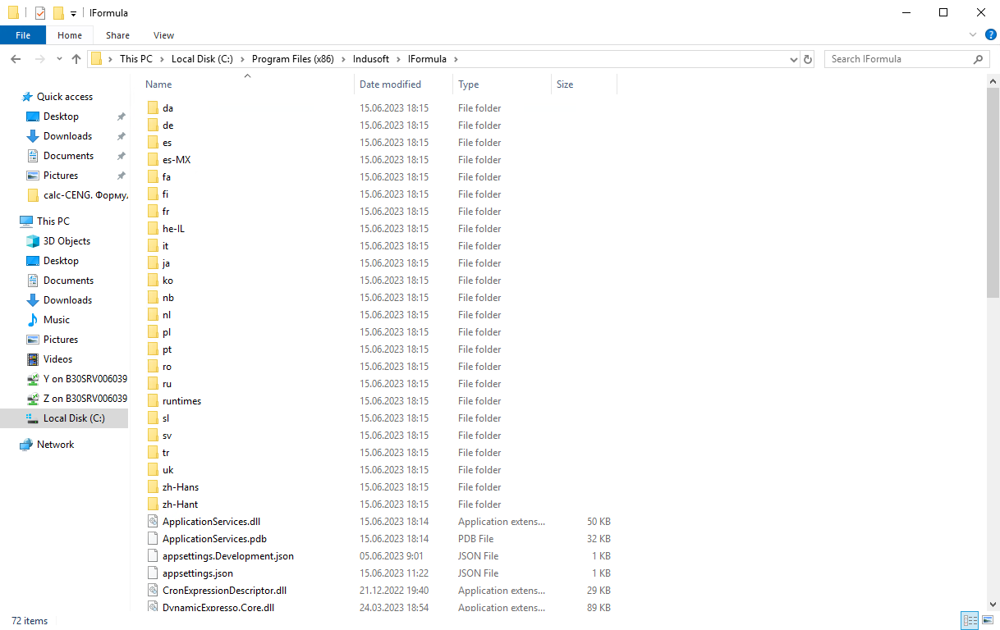 IFormula
File Home Share View
This PC Local Disk (C:) Program Files (x86) Indusoft IFormula
Search IFormula
Quick access
Desktop
Downloads
Documents
Pictures
calc-CENG. Форму.
This PC
3D Objects
Desktop
Documents
Downloads
Music
Pictures
Videos
Y on B30SRV006039
Z on B30SRV006039
Local Disk (C:)
Network
Name Date modified Type Size
da 15.06.2023 18:15 File folder
de 15.06.2023 18:15 File folder
es 15.06.2023 18:15 File folder
es-MX 15.06.2023 18:15 File folder
fa 15.06.2023 18:15 File folder
fi 15.06.2023 18:15 File folder
fr 15.06.2023 18:15 File folder
he-IL 15.06.2023 18:15 File folder
it 15.06.2023 18:15 File folder
ja 15.06.2023 18:15 File folder
ko 15.06.2023 18:15 File folder
nb 15.06.2023 18:15 File folder
nl 15.06.2023 18:15 File folder
pl 15.06.2023 18:15 File folder
pt 15.06.2023 18:15 File folder
ro 15.06.2023 18:15 File folder
ru 15.06.2023 18:15 File folder
runtimes 15.06.2023 18:15 File folder
sl 15.06.2023 18:15 File folder
sv 15.06.2023 18:15 File folder
tr 15.06.2023 18:15 File folder
uk 15.06.2023 18:15 File folder
zh-Hans 15.06.2023 18:15 File folder
zh-Hant 15.06.2023 18:15 File folder
ApplicationServices.dll 15.06.2023 18:14 Application extens... 50 KB
ApplicationServices.pdb 15.06.2023 18:14 PDB File 32 KB
appsettings.Development.json 05.06.2023 9:01 JSON File 1 KB
appsettings.json 15.06.2023 11:22 JSON File 1 KB
CronExpressionDescriptor.dll 21.12.2022 19:40 Application extens... 29 KB
DynamicExpresso.Core.dll 24.03.2023 18:54 Application extens... 89 KB
72 items